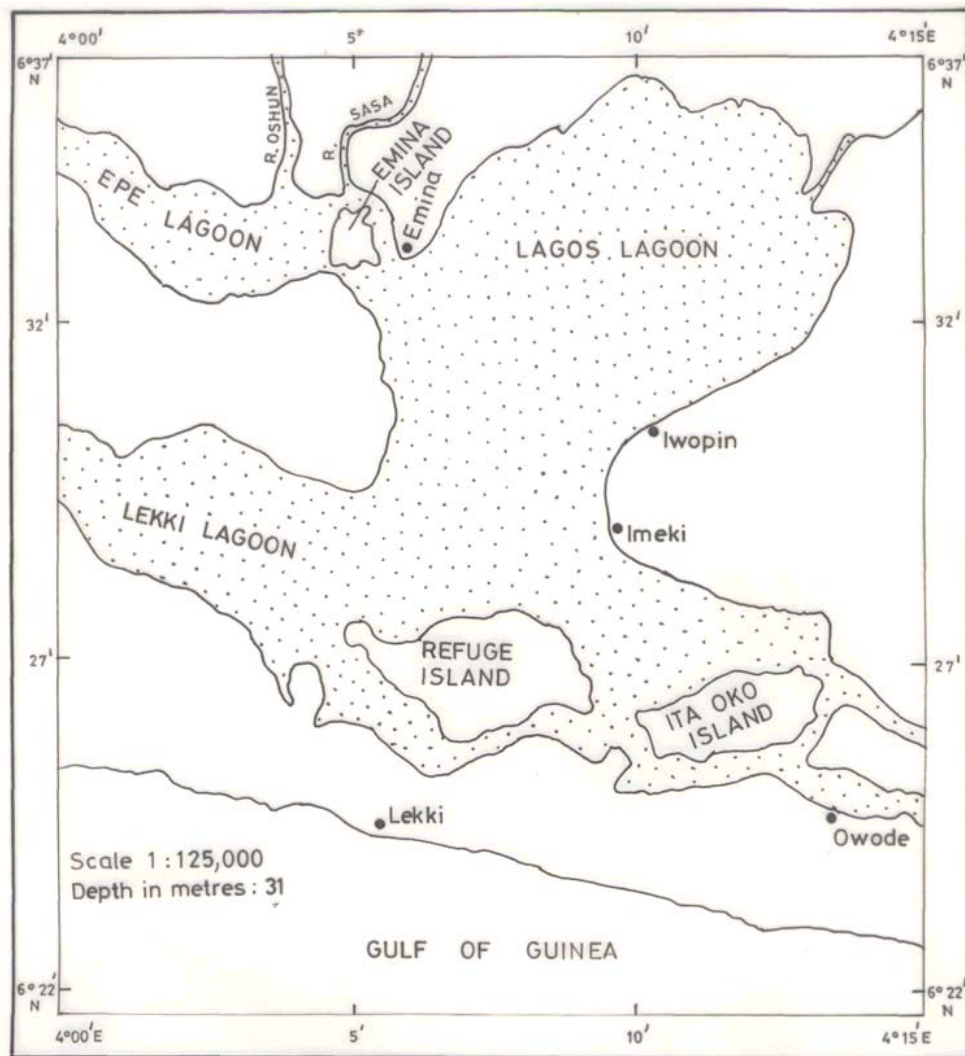 4°00'
5'
10'
4°15'E
6°37'
N
6°37'
N
R. OSHUN
R. SASA
EMINA
ISLAND
Emina
EPE
LAGOON
LAGOS LAGOON
32'
32'
Iwopin
LEKKI LAGOON
Imeki
27'
27'
REFUGE
ISLAND
ITA OKO
ISLAND
Lekki
Owode
Scale 1:125,000
Depth in metres: 31
GULF OF GUINEA
6°22'
N
6°22'
N
4°00'E
5'
10'
4°15'E